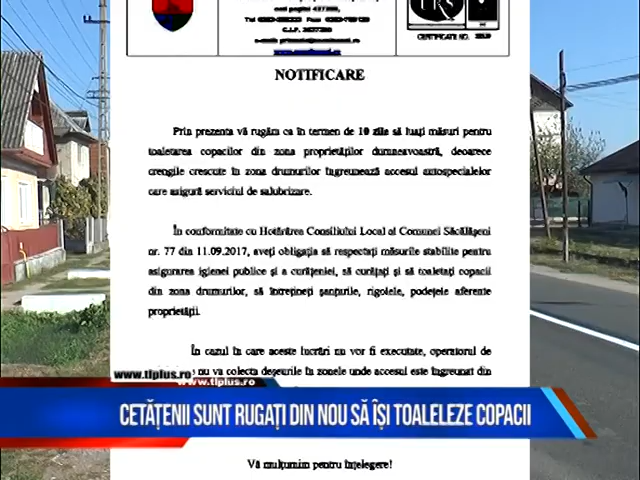 CERTIFICATE NO.
NOTIFICARE
Prin prezenta vă rugăm ca în termen de 10 zile să luați măsuri pentru
toaletarea copacilor din zona proprietăților dumneavoastră, deoarece
crengile crescute în zona drumurilor îngreunează accesul autospecialelor
care asigură serviciul de salubrizare.
În conformitate cu Hotărârea Consiliului Local al Comunei Săcălășeni
nr. 77 din 11.09.2017, aveți obligația să respectați măsurile stabilite pentru
asigurarea igienei publice și a curățeniei, să curățați și să toaletați copacii
din zona drumurilor, să întrețineți șanțurile, rigolele, podețele aferente
proprietății.
În cazul în care aceste lucrări nu vor fi executate, operatorul de
nu va colecta deșeurile în zonele unde accesul este îngreunat din
www.tlplus.ro
www.tlplus.ro
CETĂȚENII SUNT RUGAȚI DIN NOU SĂ ÎȘI TOALELEZE COPACII
Vă mulțumim pentru înțelegere!